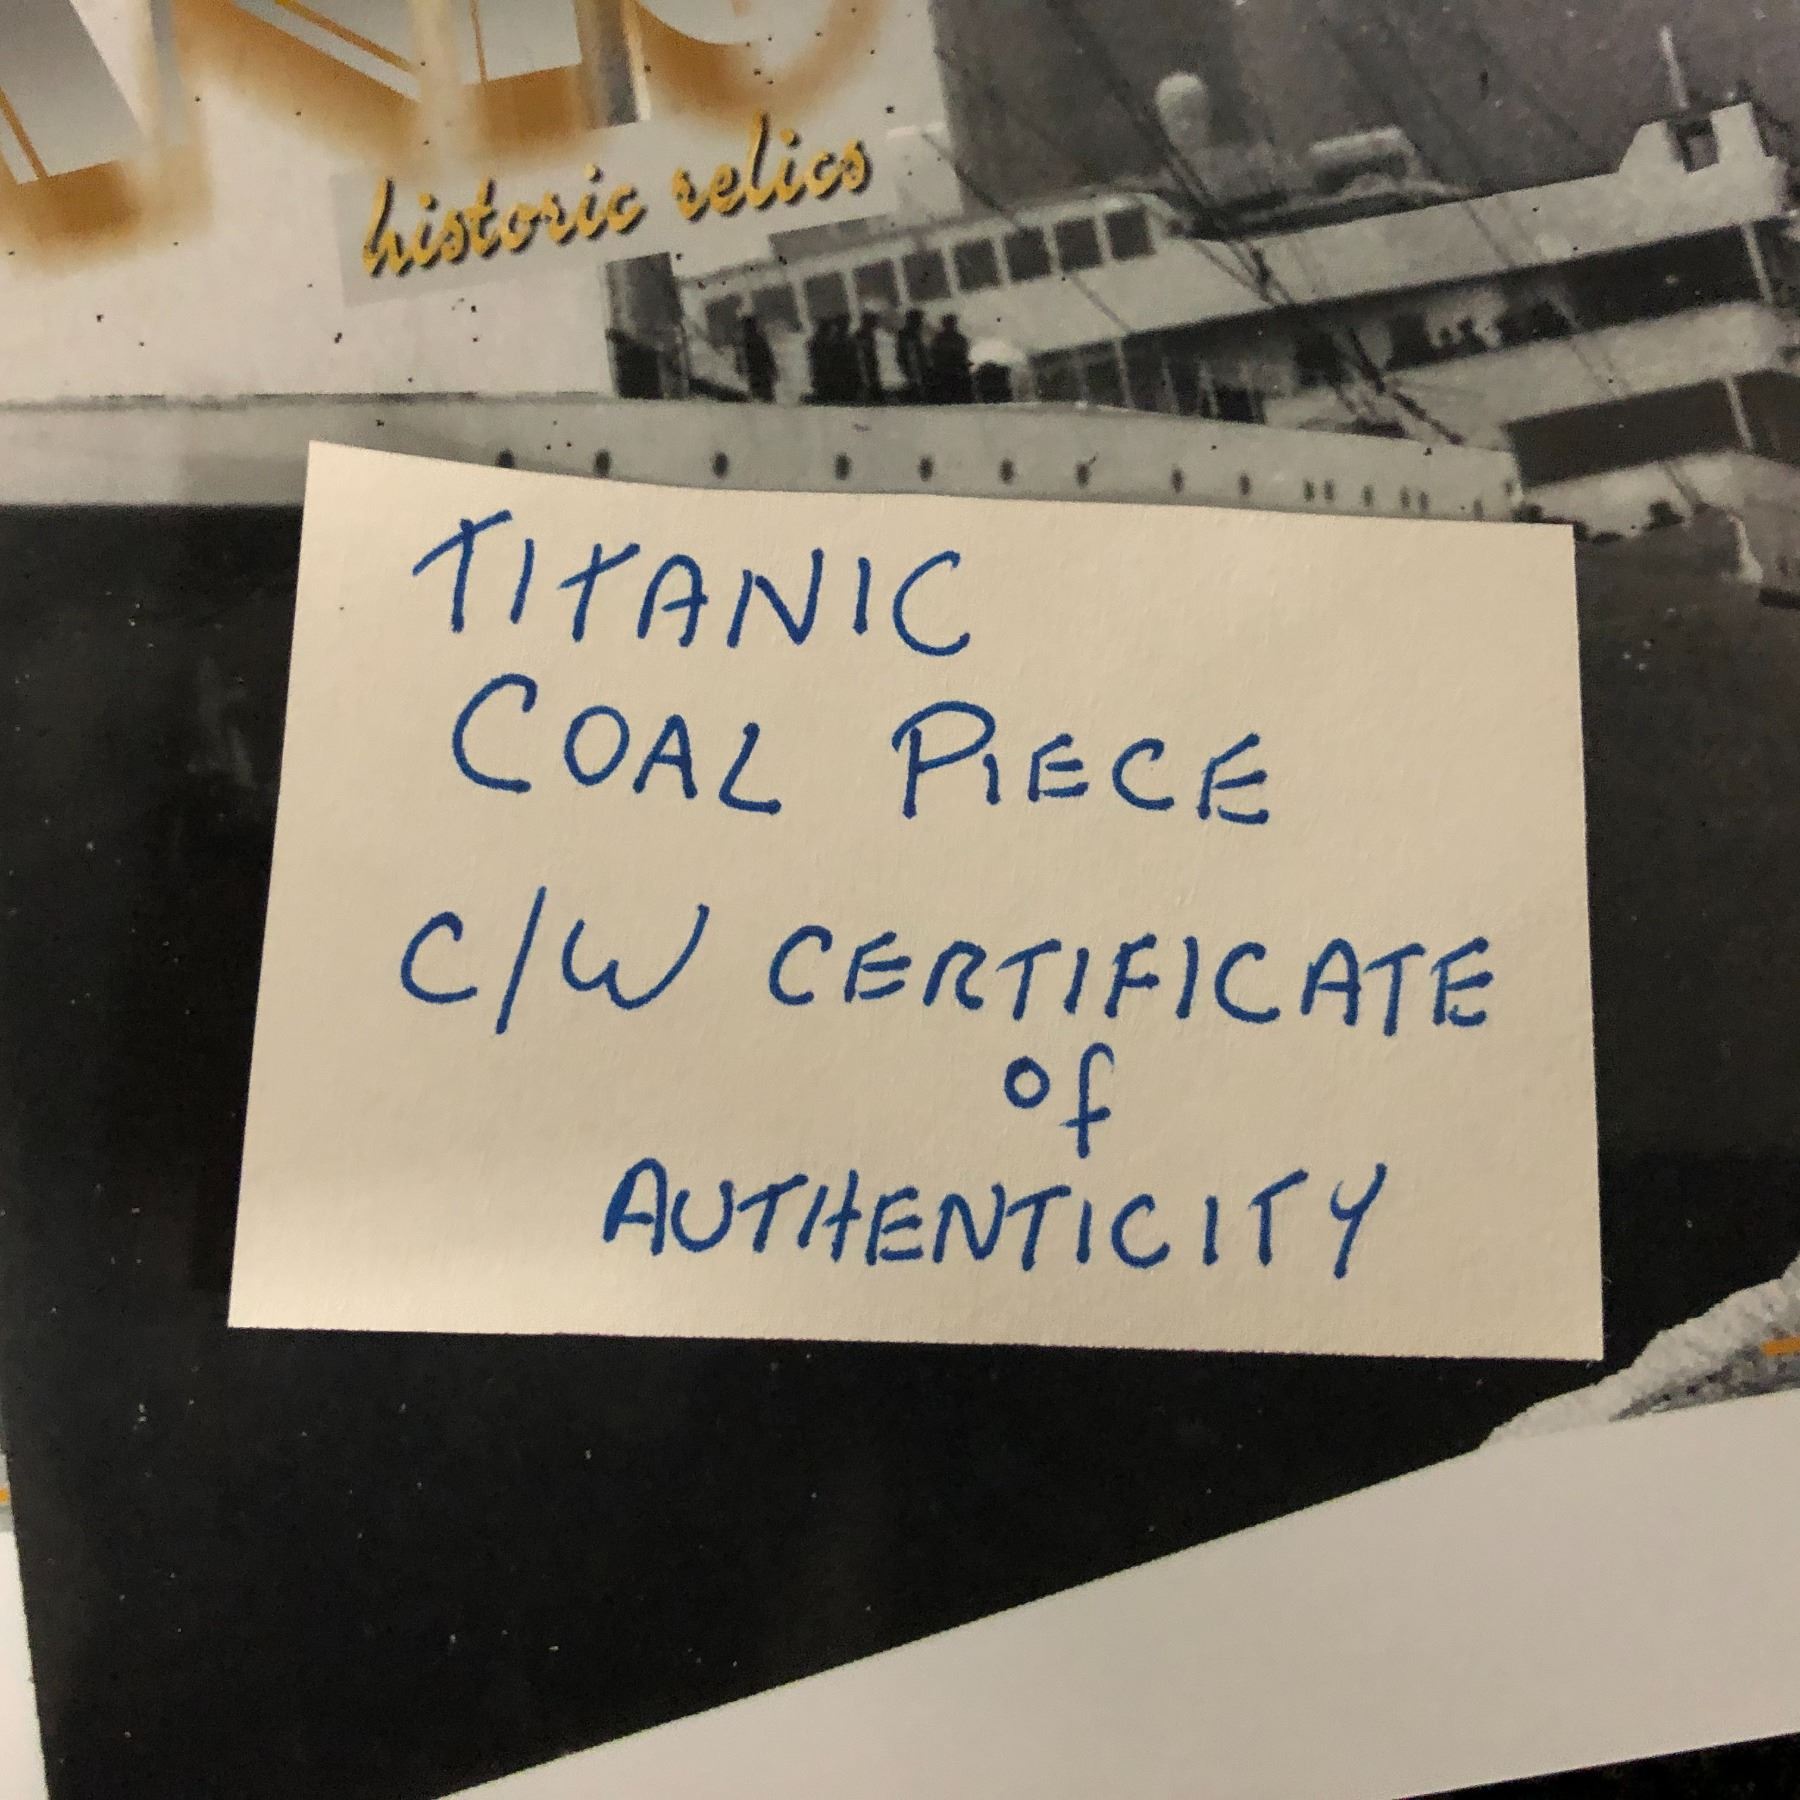 historic relics
TITANIC
COAL PIECE
C/W CERTIFICATE
of
AUTHENTICITY